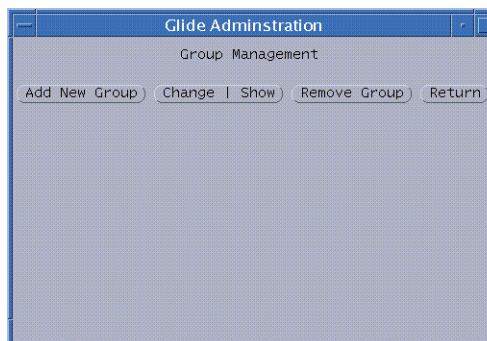 Glide Adminstration
Group Management
Add New Group Change | Show Remove Group Return